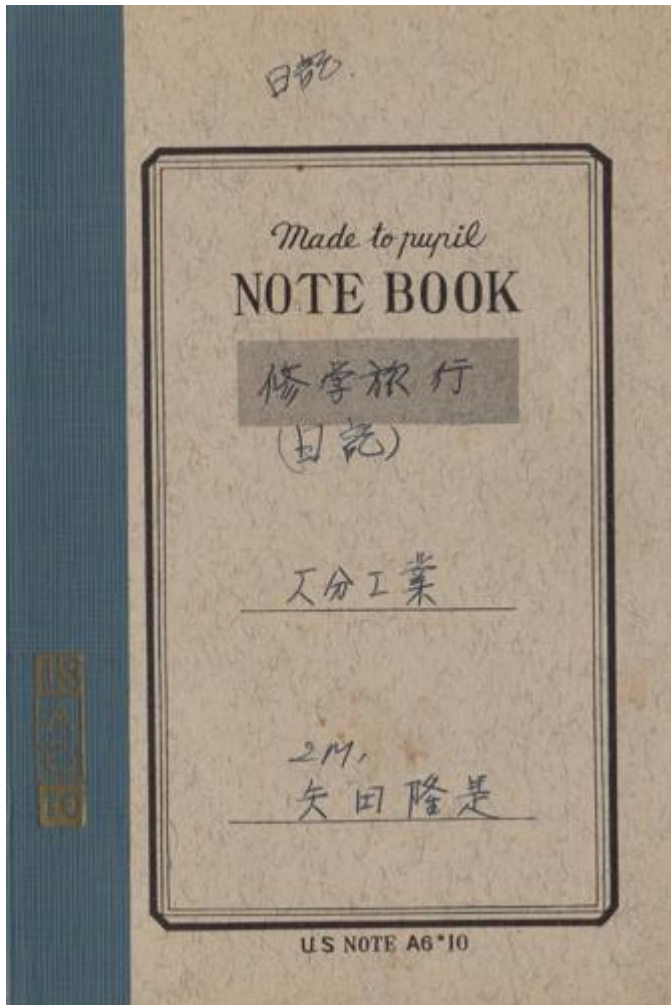 日記.
Made to pupil
NOTE BOOK
修学旅行
(日記)
大分工業
2M,
矢田隆是
U.S NOTE A6*10